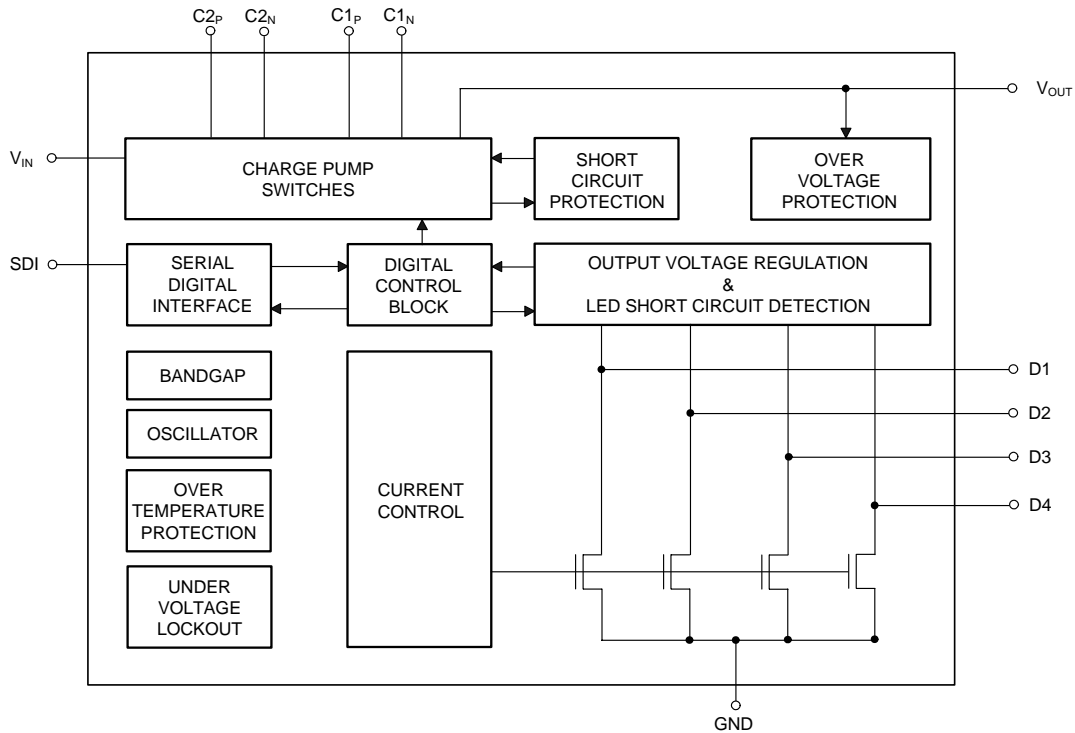 C2P C2N C1P C1N
VOUT
VIN
CHARGE PUMP
SWITCHES
SHORT
CIRCUIT
PROTECTION
OVER
VOLTAGE
PROTECTION
SDI
SERIAL
DIGITAL
INTERFACE
DIGITAL
CONTROL
BLOCK
OUTPUT VOLTAGE REGULATION
&
LED SHORT CIRCUIT DETECTION
BANDGAP
OSCILLATOR
OVER
TEMPERATURE
PROTECTION
UNDER
VOLTAGE
LOCKOUT
CURRENT
CONTROL
D1
D2
D3
D4
GND